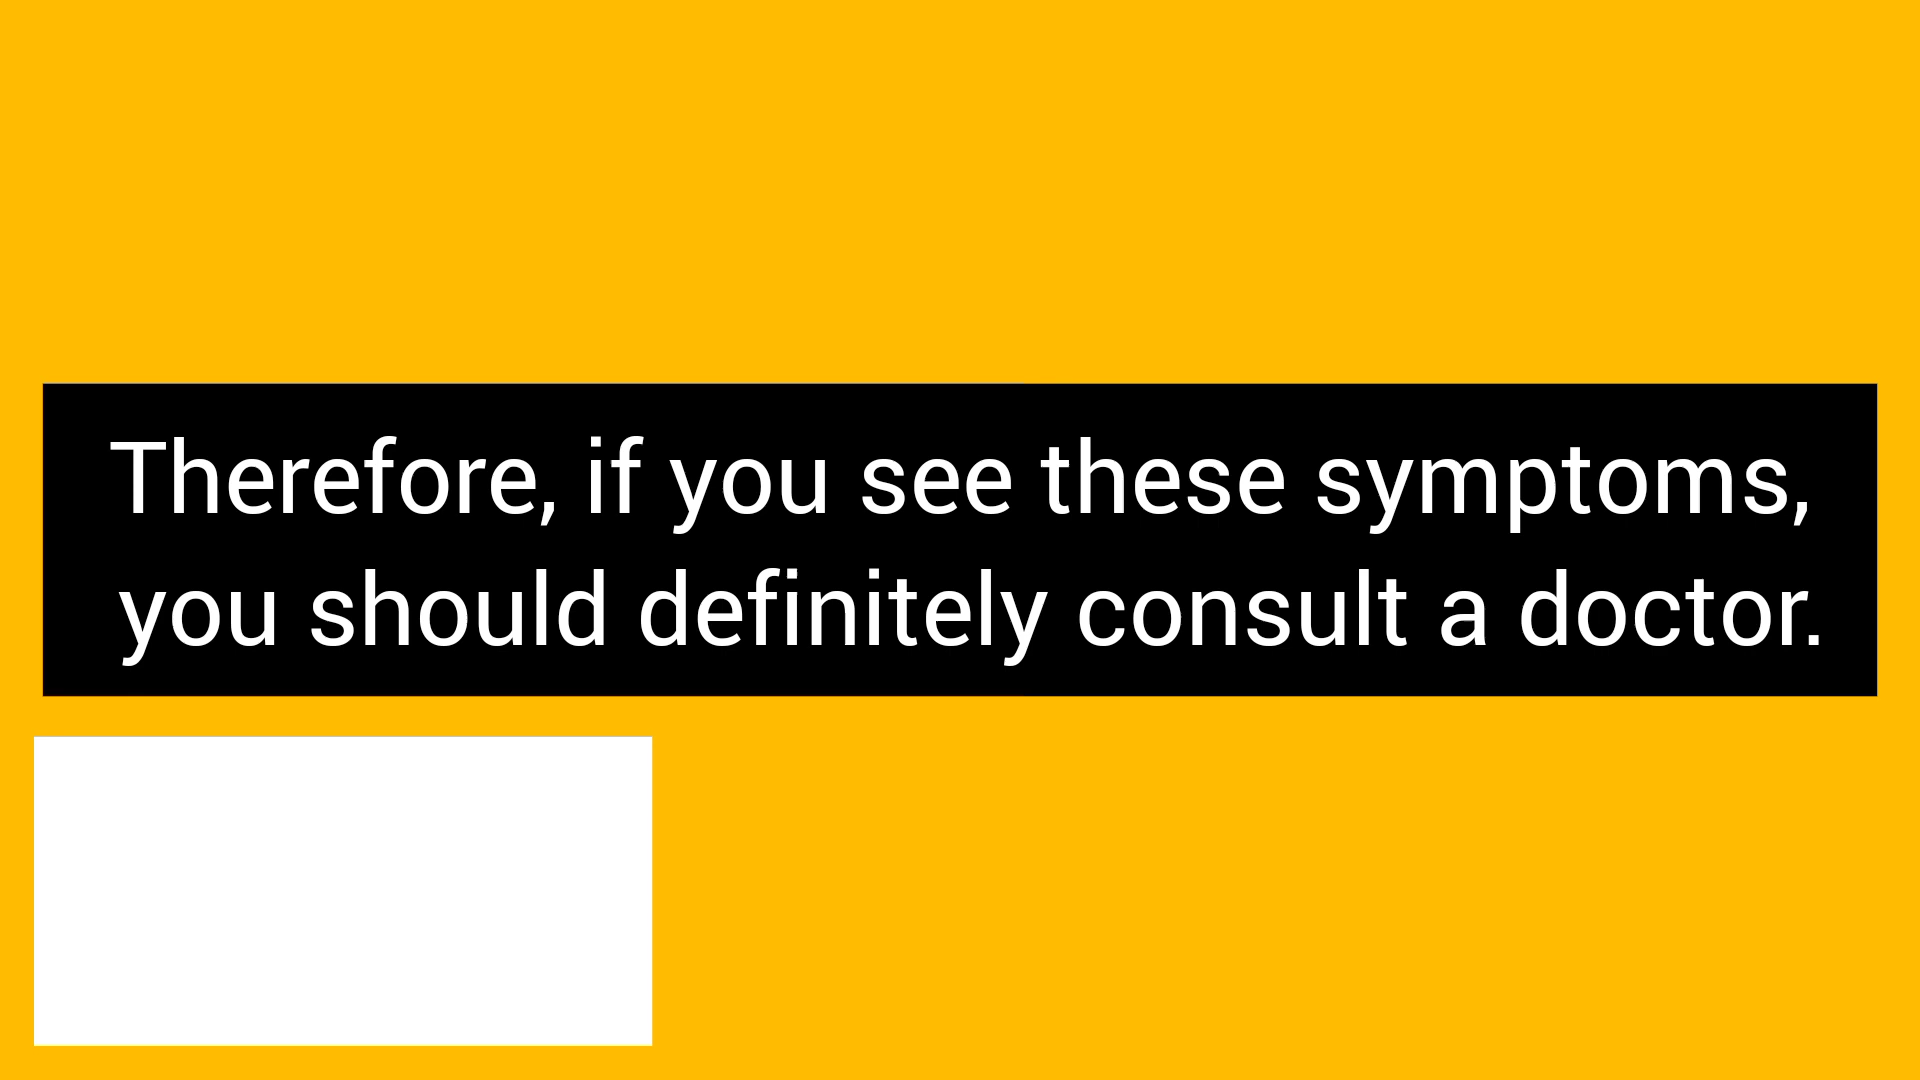 Therefore, if you see these symptoms,
you should definitely consult a doctor.